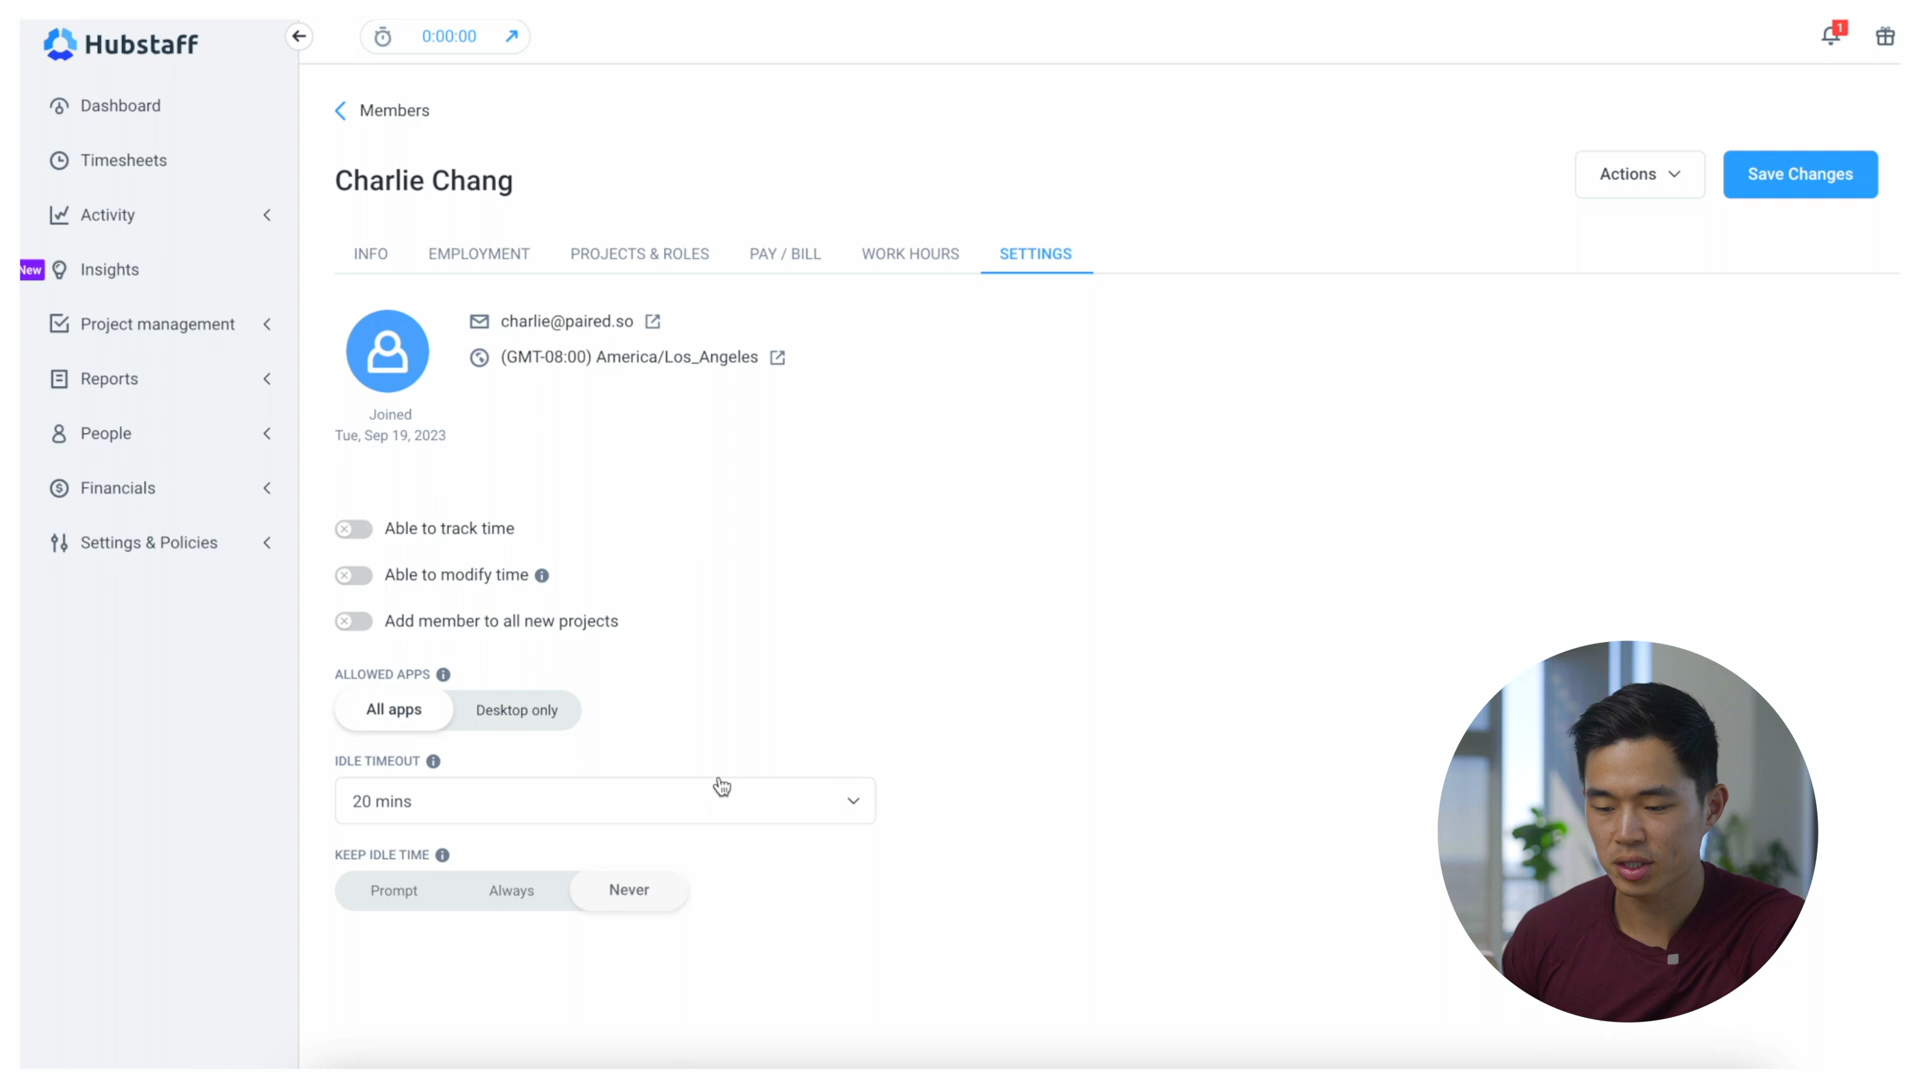 Hubstaff
0:00:00
1
Dashboard
Timesheets
Activity
New
Insights
Project management
Reports
People
Financials
Settings & Policies
Members
Charlie Chang
Actions
Save Changes
INFO
EMPLOYMENT
PROJECTS & ROLES
PAY / BILL
WORK HOURS
SETTINGS
charlie@paired.so
(GMT-08:00) America/Los_Angeles
Joined
Tue, Sep 19, 2023
Able to track time
Able to modify time
Add member to all new projects
ALLOWED APPS
All apps
Desktop only
IDLE TIMEOUT
20 mins
KEEP IDLE TIME
Prompt
Always
Never